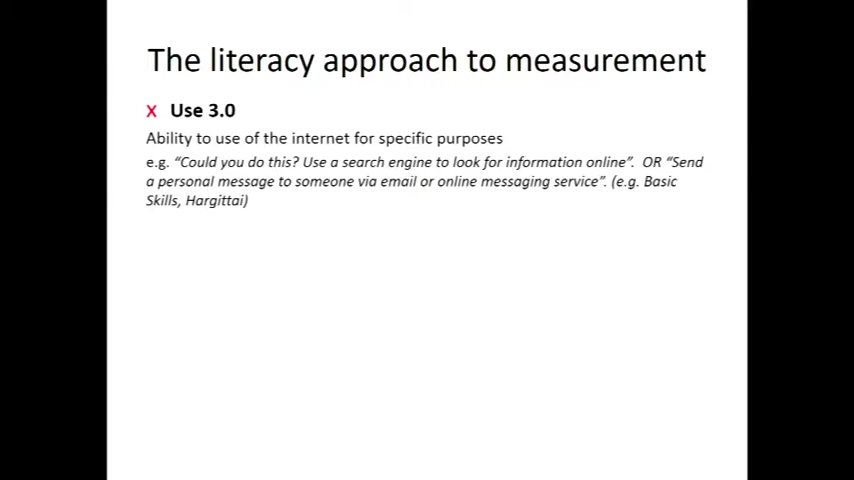 The literacy approach to measurement
X Use 3.0
Ability to use of the internet for specific purposes
e.g. “Could you do this? Use a search engine to look for information online”. OR “Send
a personal message to someone via email or online messaging service”. (e.g. Basic
Skills, Hargittai)